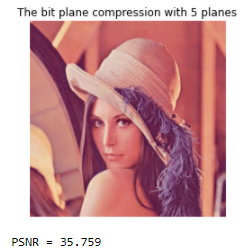 The bit plane compression with 5 planes
PSNR = 35.759